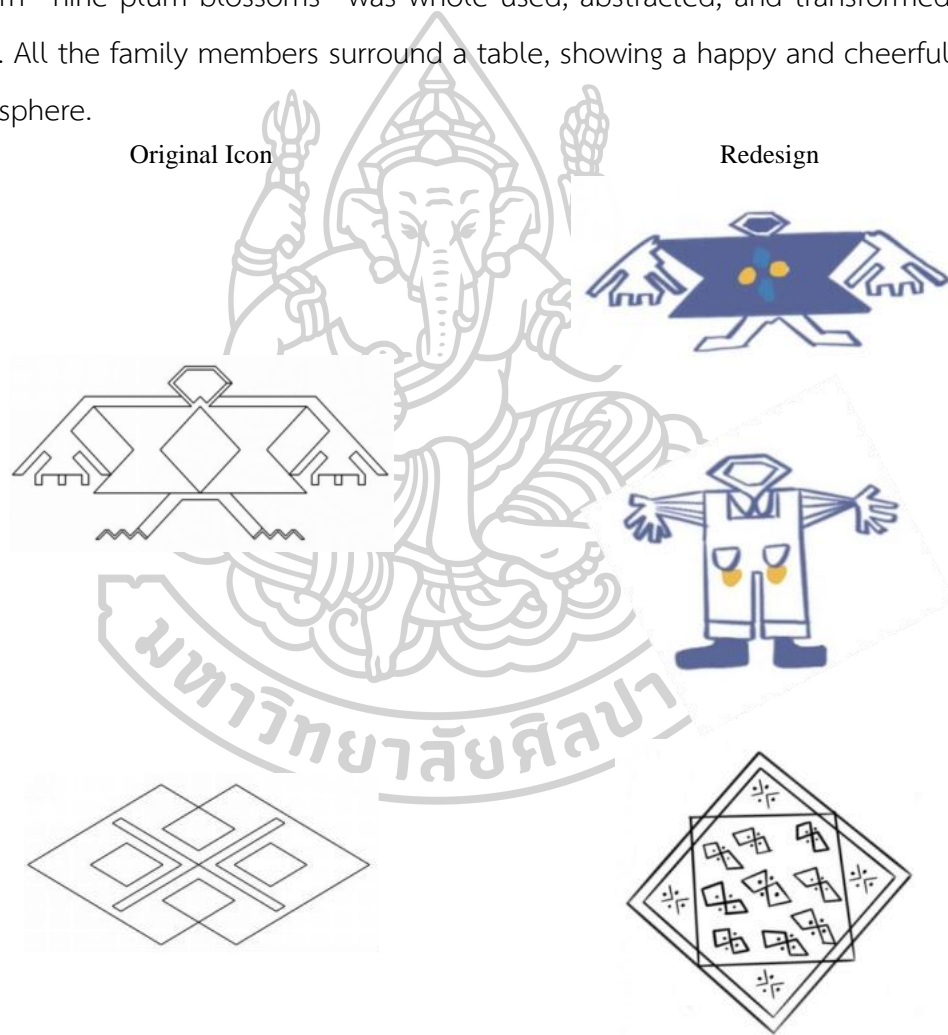 "nine plum blossoms" was whole used, abstracted, and transformed
. All the family members surround a table, showing a happy and cheerful
sphere.
Original Icon Redesign
มหาวิทยาลัยศิลปา